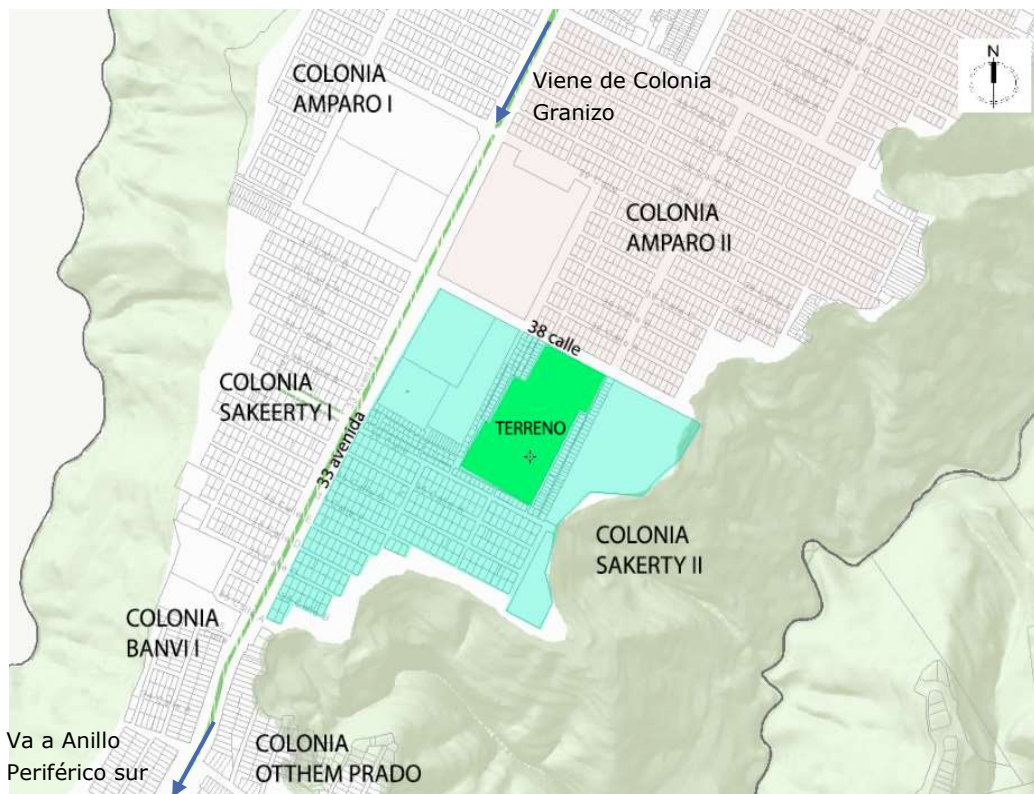 COLONIA
AMPARO I
Viene de Colonia
Granizo
N
COLONIA
AMPARO II
38 calle
COLONIA
SAKEERTY I
33 avenida
TERRENO
COLONIA
SAKERTY II
COLONIA
BANVI I
Va a Anillo
Periférico sur
COLONIA
OTTHEM PRADO